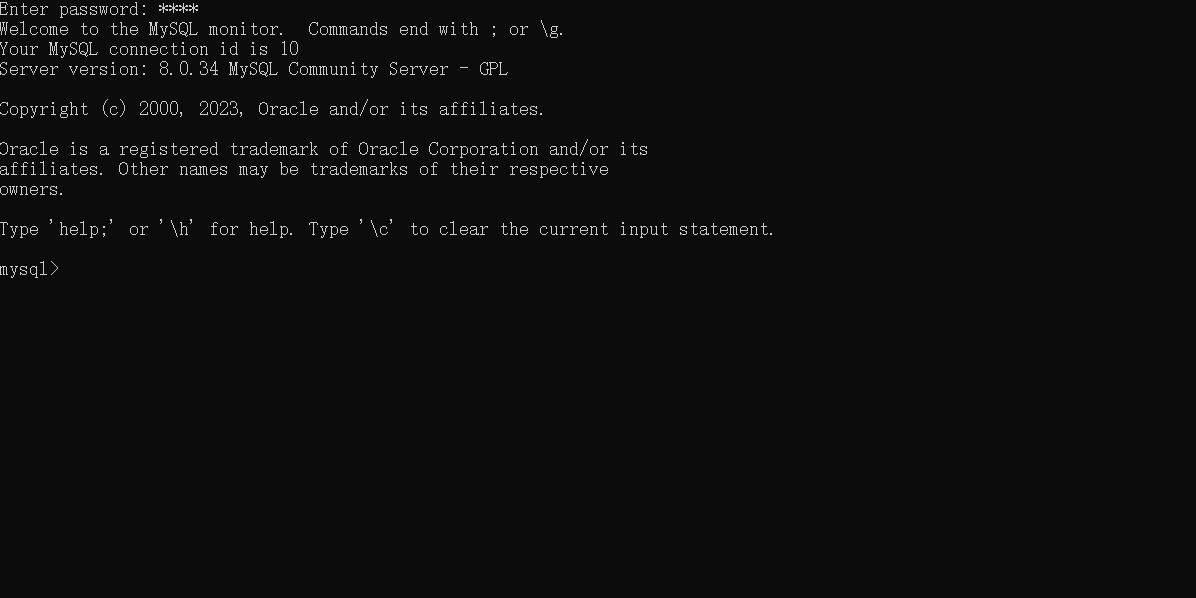 Enter password: ****
Welcome to the MySQL monitor.  Commands end with ; or \g.
Your MySQL connection id is 10
Server version: 8.0.34 MySQL Community Server - GPL
Copyright (c) 2000, 2023, Oracle and/or its affiliates.
Oracle is a registered trademark of Oracle Corporation and/or its
affiliates. Other names may be trademarks of their respective
owners.
Type 'help;' or '\h' for help. Type '\c' to clear the current input statement.
mysql>